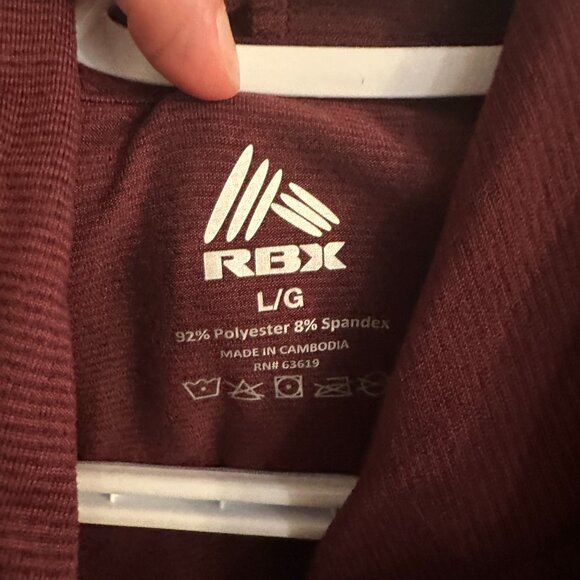 RBX
L/G
92% Polyester 8% Spandex
MADE IN CAMBODIA
RN# 63619